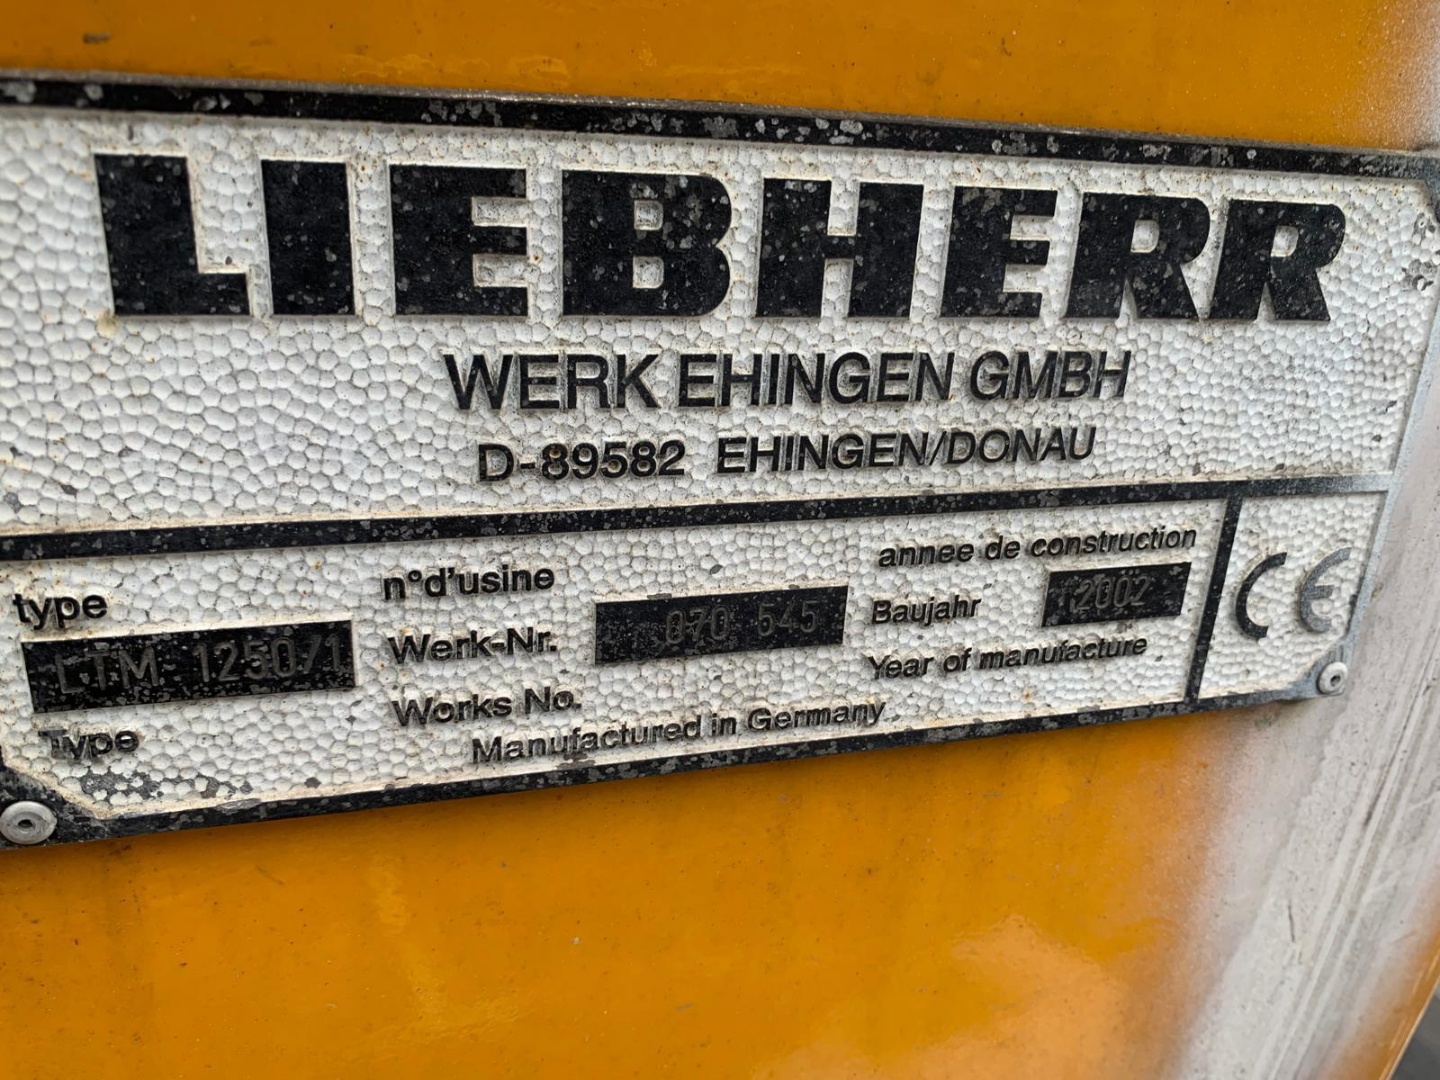 LIEBHERR
WERK EHINGEN GMBH
D-89582 EHINGEN/DONAU
type
LTM 1250/1
Type
n°d'usine
Werk-Nr. 070 545
Works No.
annee de construction
Baujahr 2002
Year of manufacture
Manufactured in Germany
CE